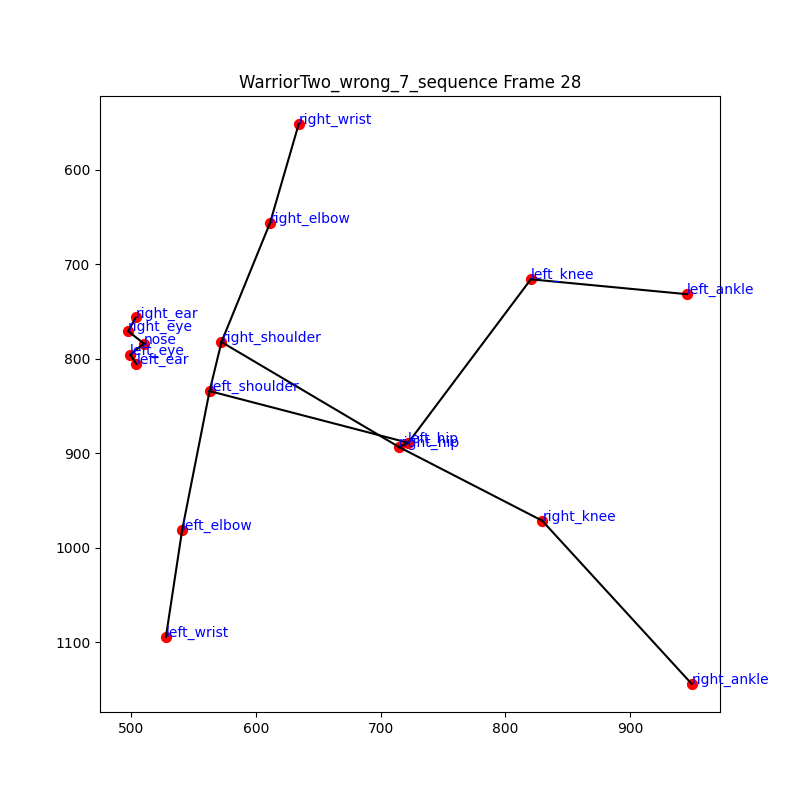 WarriorTwo_wrong_7_sequence Frame 28
right_wrist
600
right_elbow
700
left_knee
left_ankle
right_ear
right_eye
right_shoulder
nose
left_eye
800
left_ear
left_shoulder
left_hip
right_hip
900
right_knee
left_elbow
1000
left_wrist
1100
right_ankle
500 600 700 800 900